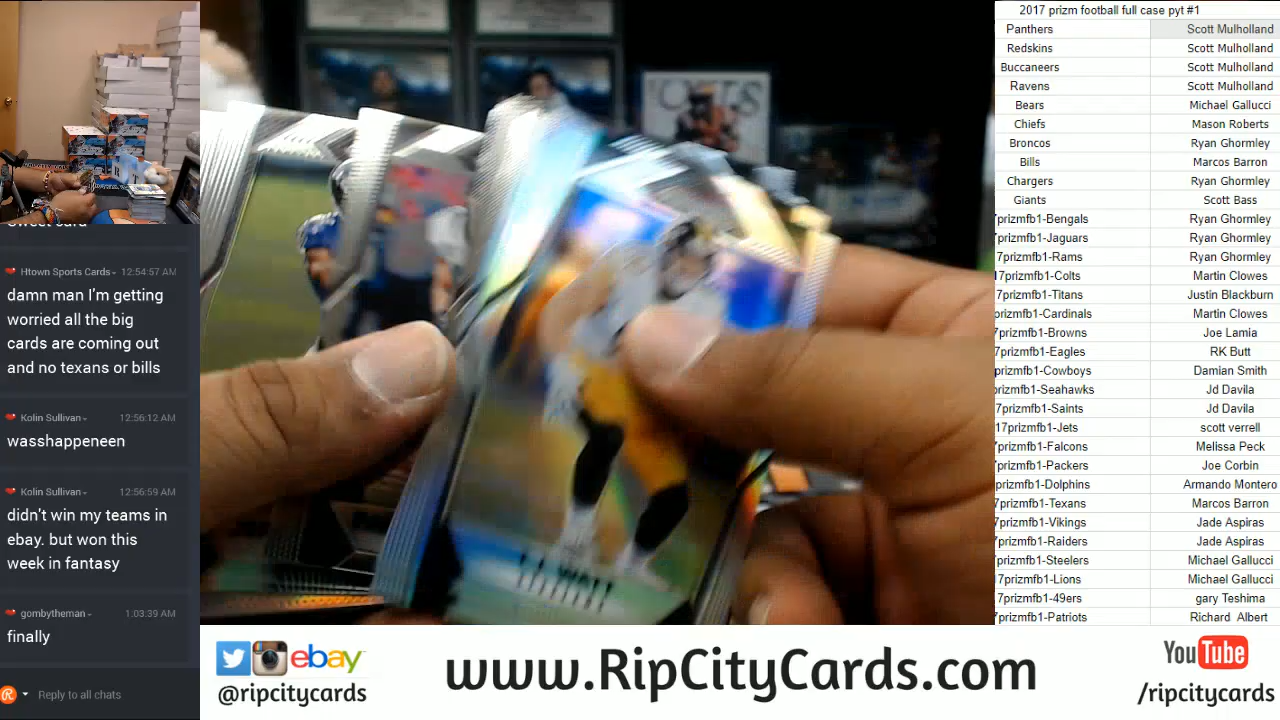 Htown Sports Cards 12:54:57 AM
damn man I'm getting
worried all the big
cards are coming out
and no texans or bills
Kolin Sullivan 12:56:12 AM
wasshappeneen
Kolin Sullivan 12:56:59 AM
didn't win my teams in
ebay. but won this
week in fantasy
gombytheman 1:03:39 AM
finally
Reply to all chats
T.J. WATT
2017 prizm football full case pyt #1
Panthers Scott Mulholland
Redskins Scott Mulholland
Buccaneers Scott Mulholland
Ravens Scott Mulholland
Bears Michael Gallucci
Chiefs Mason Roberts
Broncos Ryan Ghormley
Bills Marcos Barron
Chargers Ryan Ghormley
Giants Scott Bass
7prizmfb1-Bengals Ryan Ghormley
7prizmfb1-Jaguars Ryan Ghormley
7prizmfb1-Rams Ryan Ghormley
17prizmfb1-Colts Martin Clowes
7prizmfb1-Titans Justin Blackburn
prizmfb1-Cardinals Martin Clowes
7prizmfb1-Browns Joe Lamia
7prizmfb1-Eagles RK Butt
prizmfb1-Cowboys Damian Smith
prizmfb1-Seahawks Jd Davila
7prizmfb1-Saints Jd Davila
17prizmfb1-Jets scott verrell
7prizmfb1-Falcons Melissa Peck
7prizmfb1-Packers Joe Corbin
7prizmfb1-Dolphins Armando Montero
7prizmfb1-Texans Marcos Barron
7prizmfb1-Vikings Jade Aspiras
7prizmfb1-Raiders Jade Aspiras
7prizmfb1-Steelers Michael Gallucci
17prizmfb1-Lions Michael Gallucci
7prizmfb1-49ers gary Teshima
7prizmfb1-Patriots Richard Albert
ebay
@ripcitycards
www.RipCityCards.com
YouTube
/ripcitycards